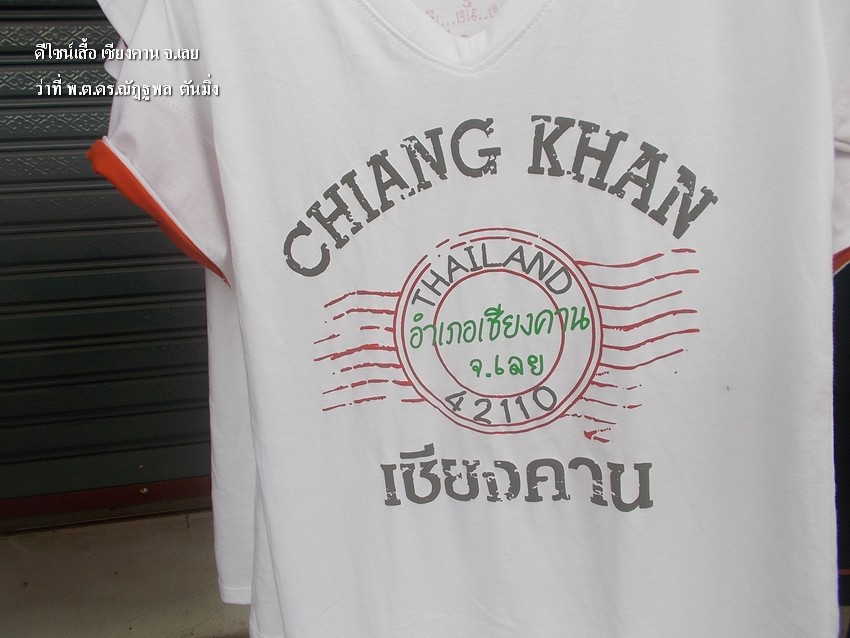 ดีไซน์เสื้อ เชียงคาน จ.เลย
ว่าที่ พ.ต.ดร.ณัฏฐพล ตันมิ่ง
CHIANG KHAN
THAILAND
อำเภอเชียงคาน
จ.เลย
42110
เชียงคาน